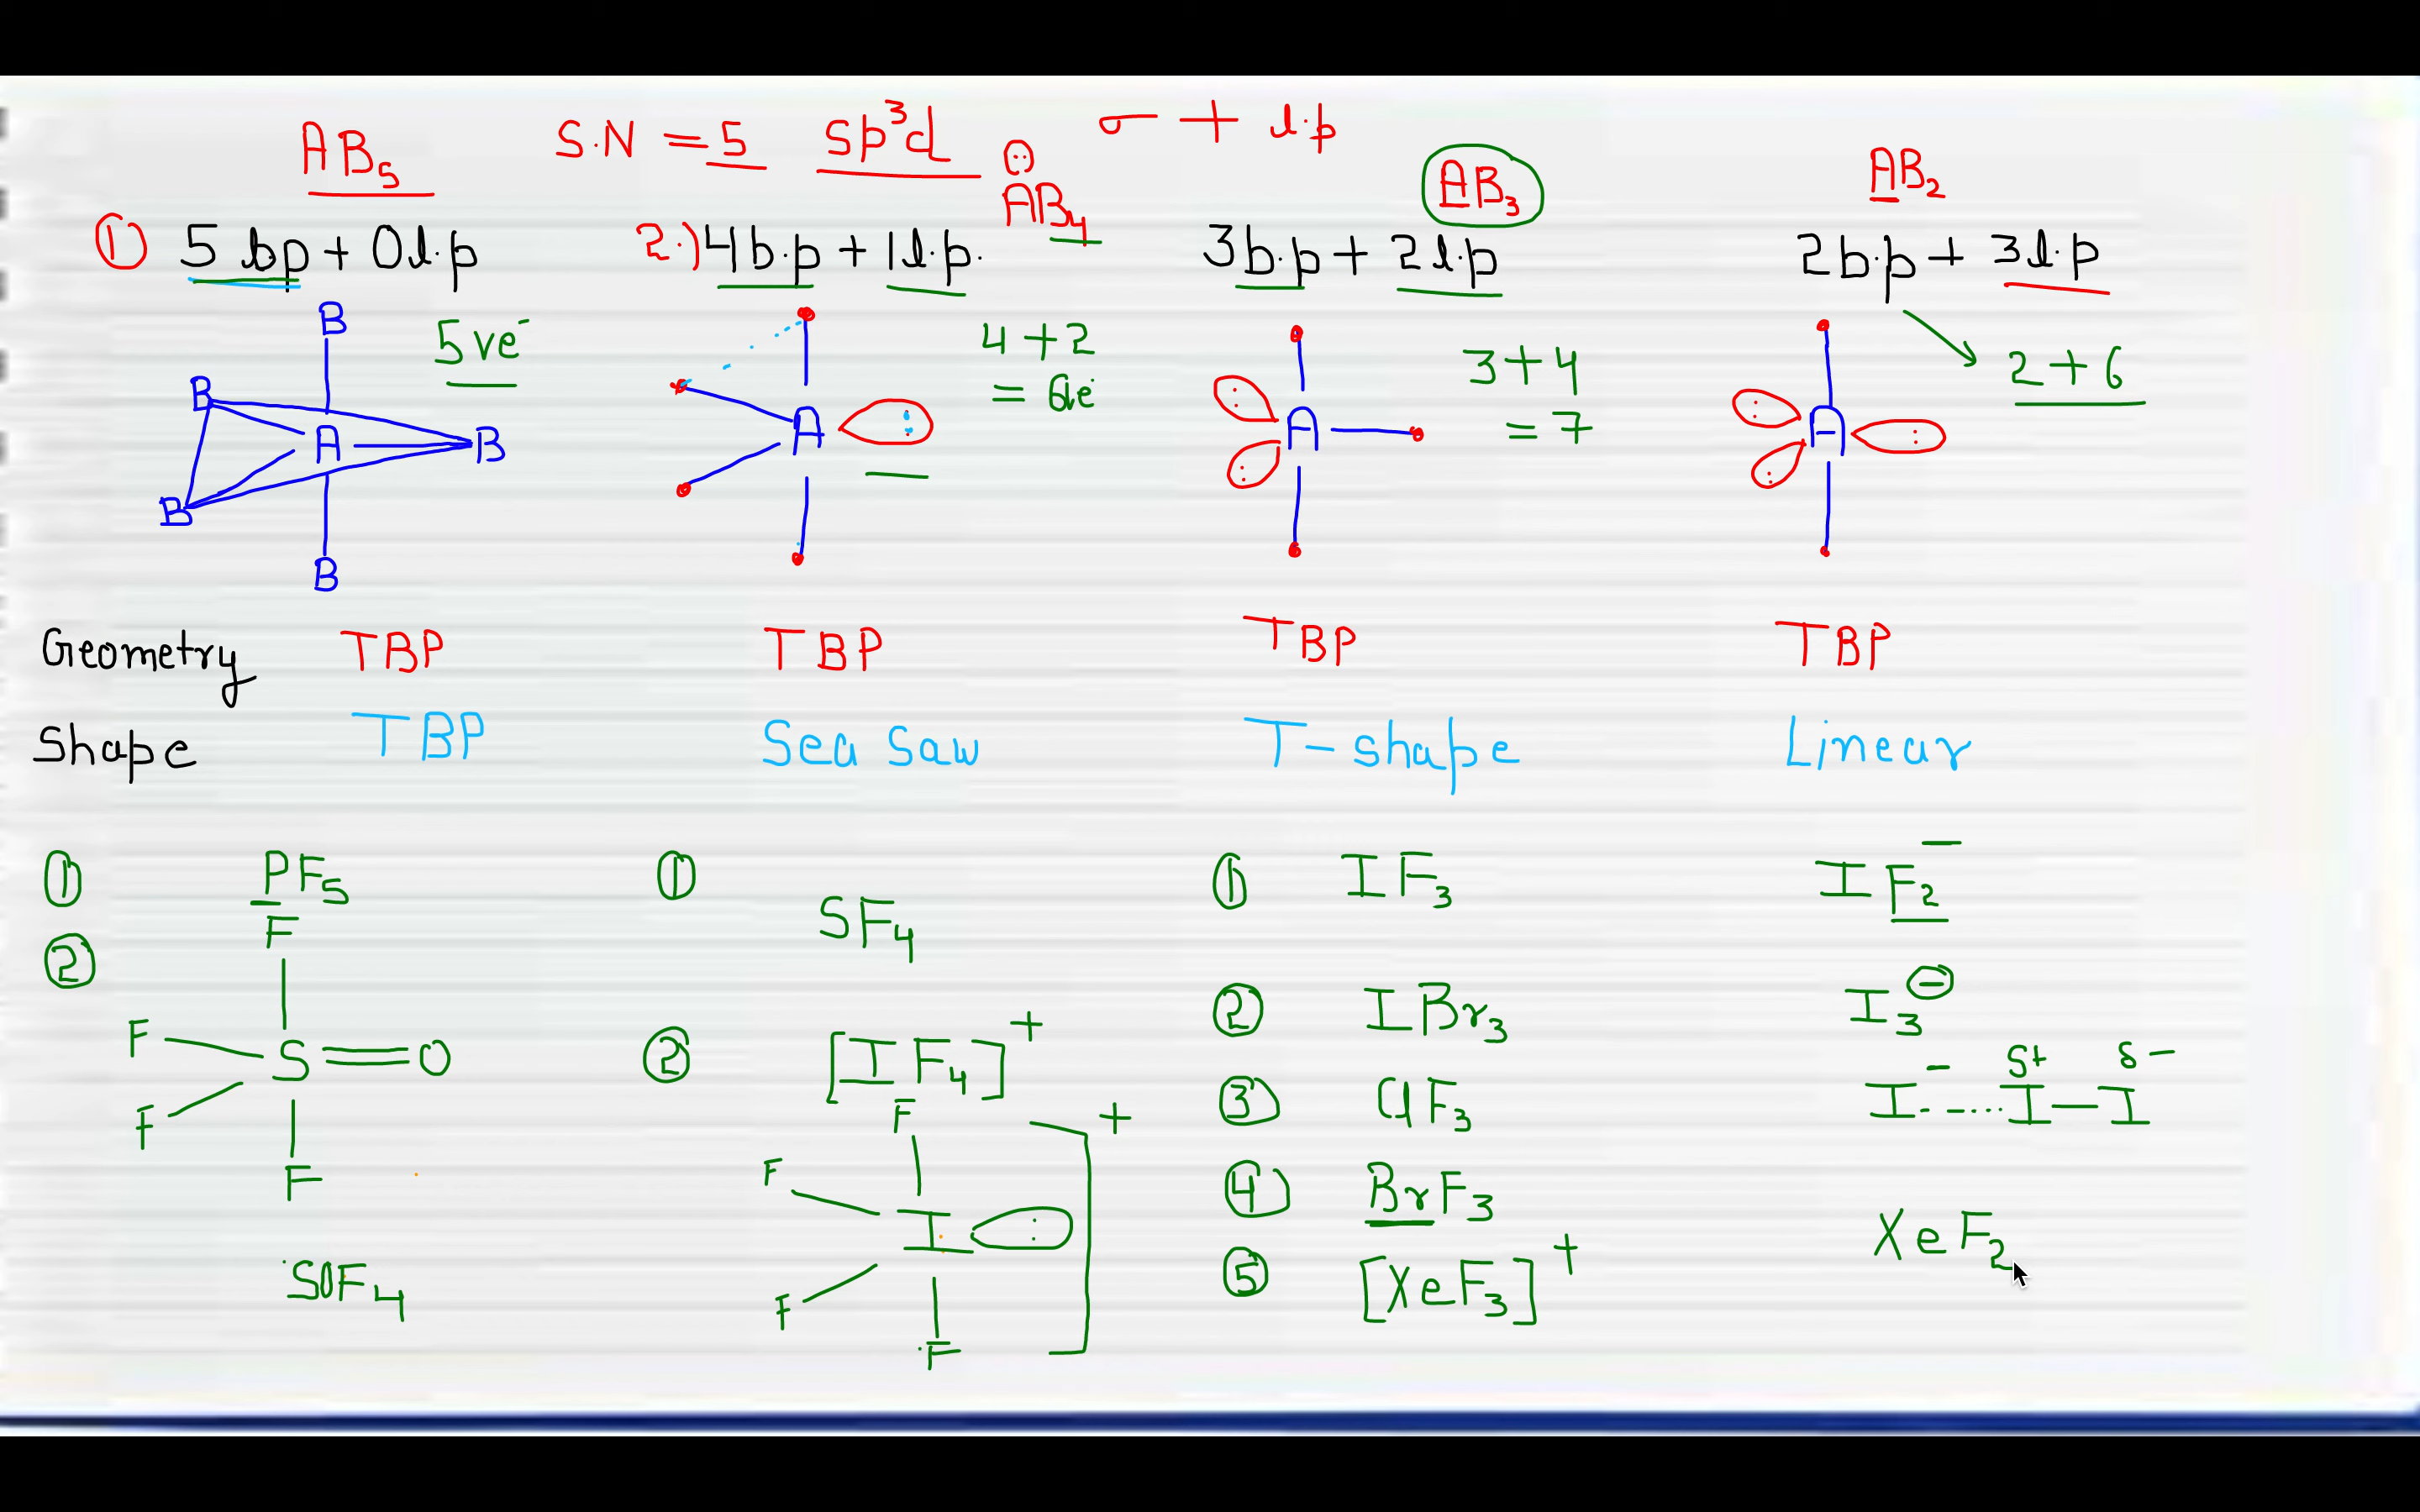 AB5 S.N = 5 sp³d σ + l.p
AB4 AB3 AB2
① 5 b.p + 0 l.p 2.) 4 b.p + 1 l.p. 3 b.p + 2 l.p 2 b.p + 3 l.p
B 5 ve⁻ 4 + 2 3 + 4 2 + 6
B = 6 ve⁻ = 7
A B A A A
B
B
Geometry TBP TBP TBP TBP
Shape TBP Sea Saw T-shape Linear
① PF5 ① SF4 ① IF3 IF2⁻
② F
② IBr3 I3⊖
F S = O ② [IF4]⁺ ③ ClF3 I⁻ ----- I — I
δ+ δ−
F F +
F F ④ BrF3
I : XeF2
SOF4 F ⑤ [XeF3]⁺
F